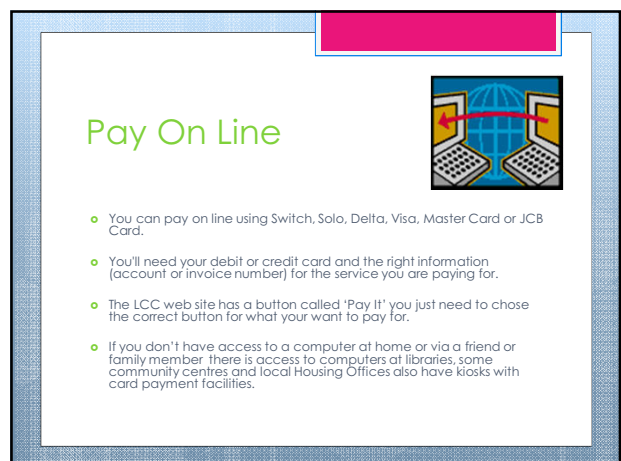 Pay On Line
You can pay on line using Switch, Solo, Delta, Visa, Master Card or JCB
Card.
You'll need your debit or credit card and the right information
(account or invoice number) for the service you are paying for.
The LCC web site has a button called ‘Pay It’ you just need to chose
the correct button for what your want to pay for.
If you don’t have access to a computer at home or via a friend or
family member there is access to computers at libraries, some
community centres and local Housing Offices also have kiosks with
card payment facilities.